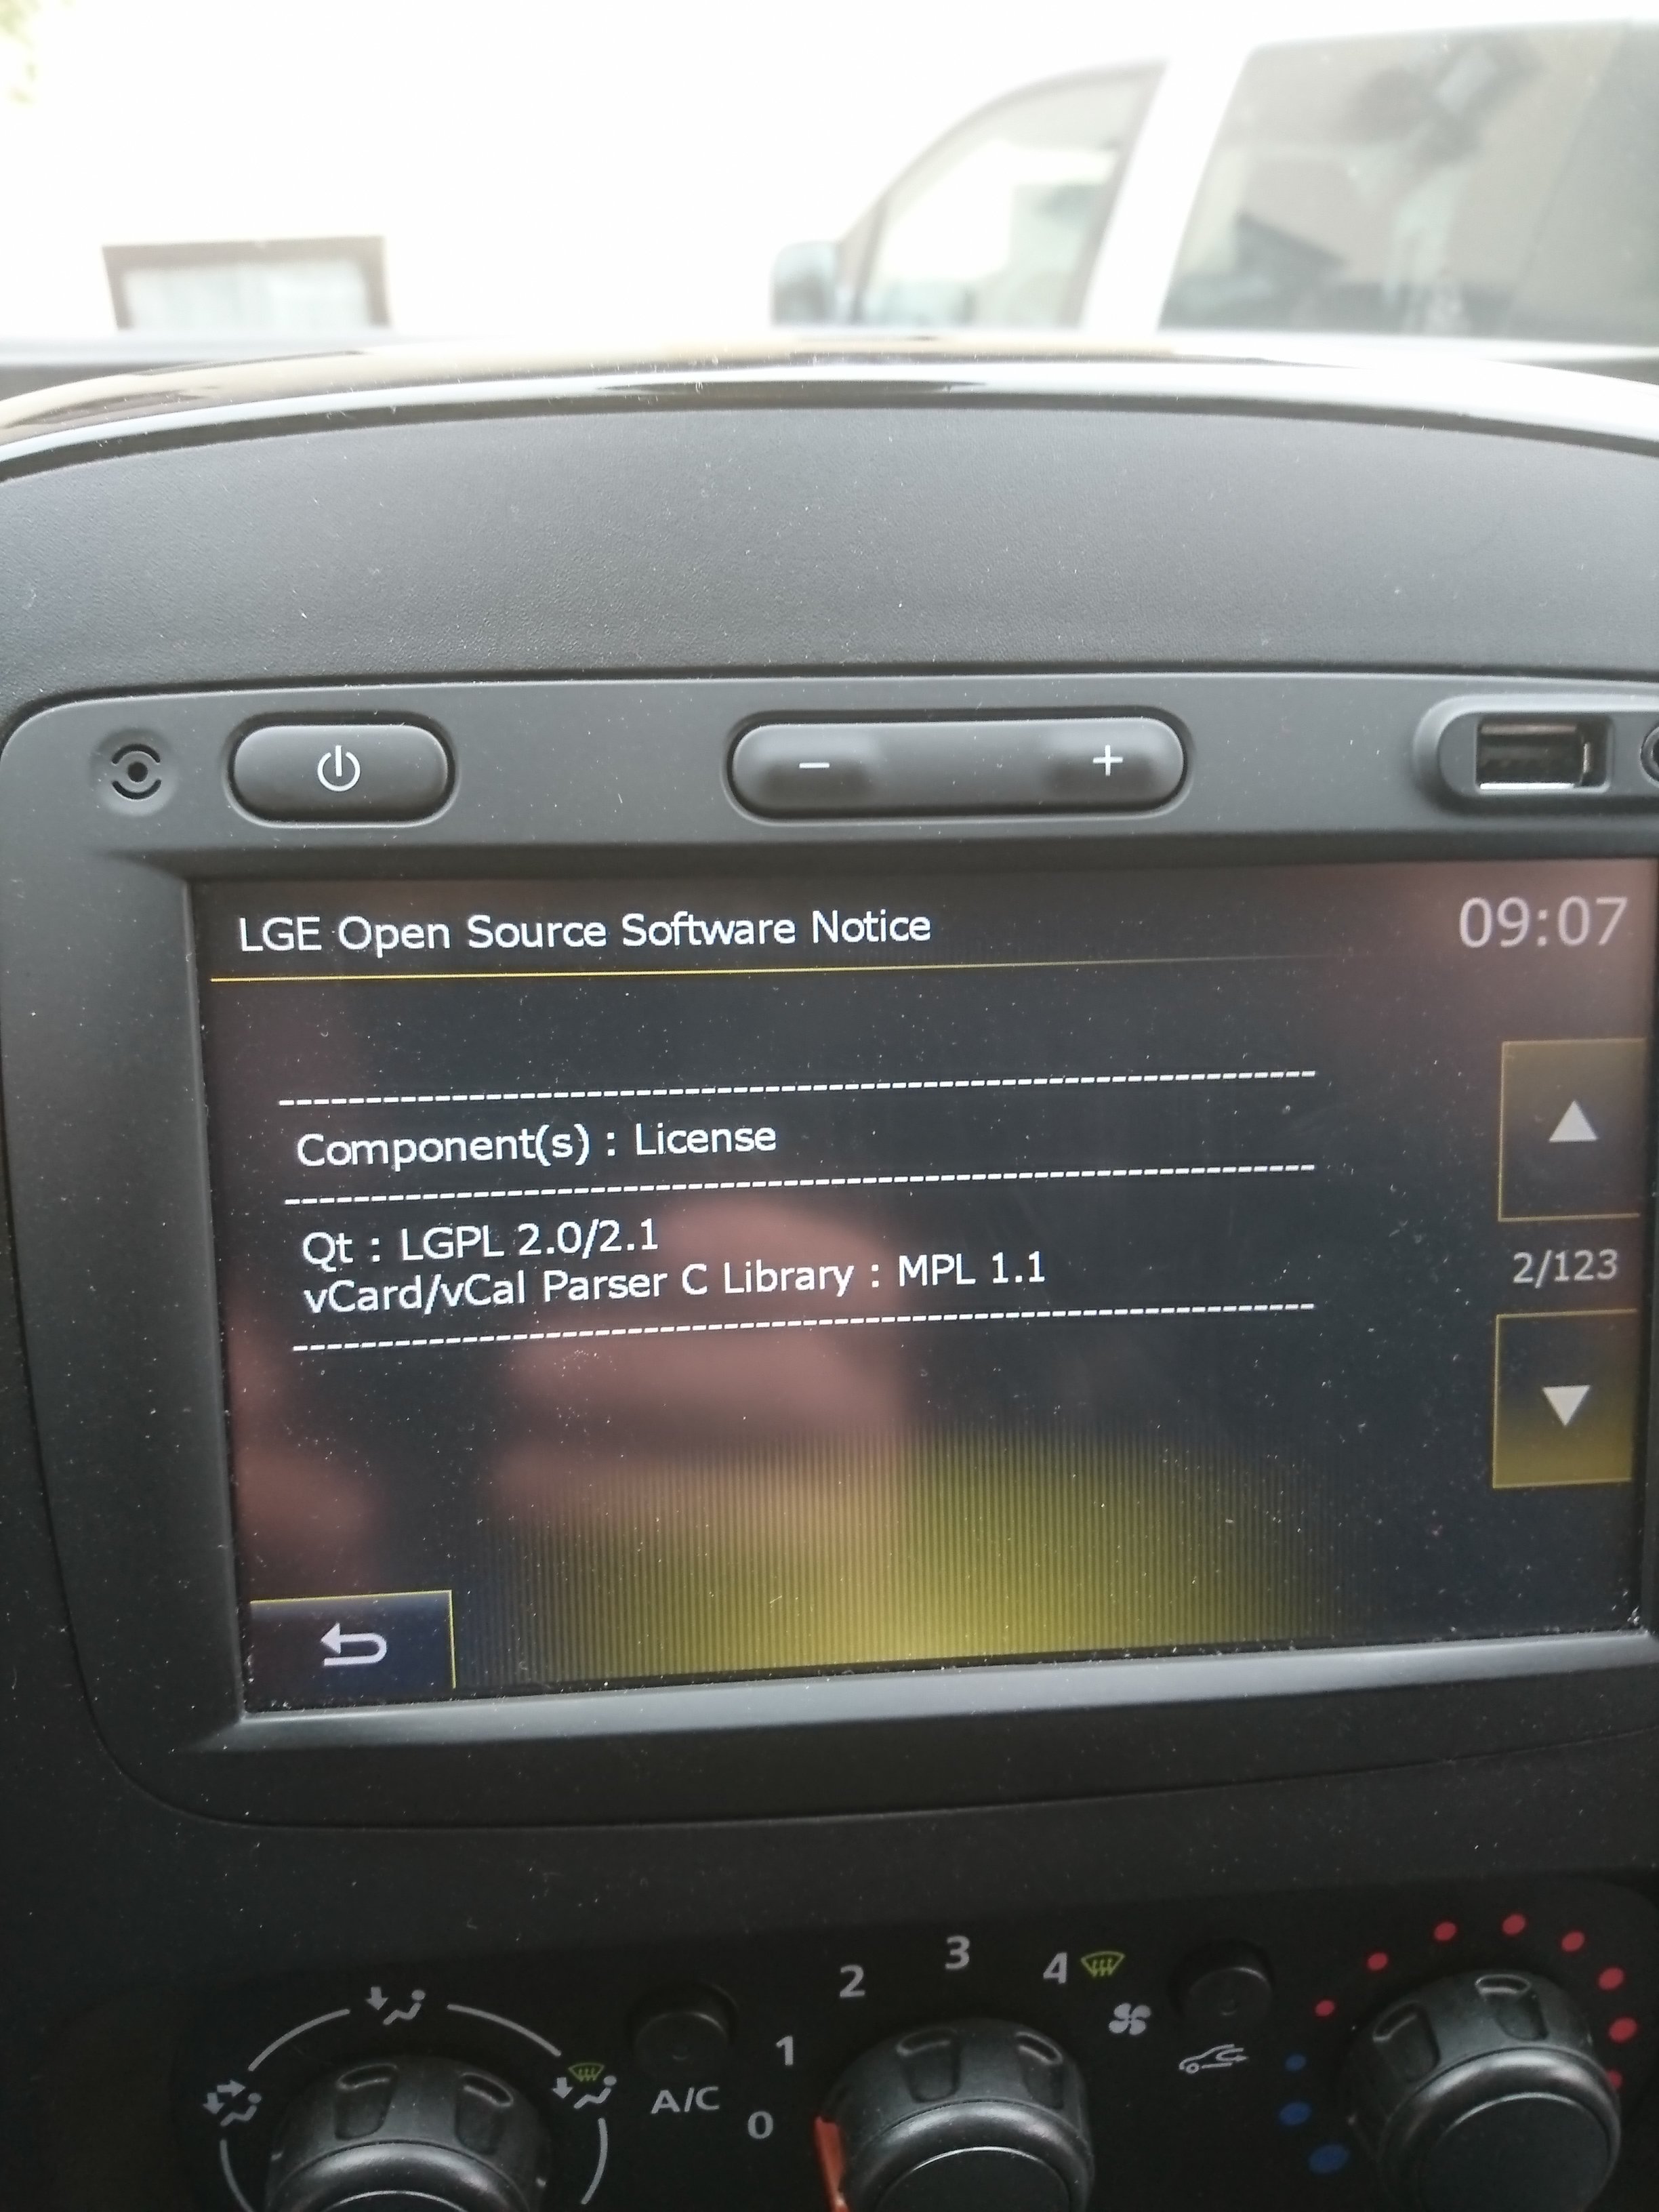 LGE Open Source Software Notice
09:07
--------------------------------------------------
Component(s) : License
--------------------------------------------------
Qt : LGPL 2.0/2.1
vCard/vCal Parser C Library : MPL 1.1
--------------------------------------------------
2/123
0 1 2 3 4
A/C